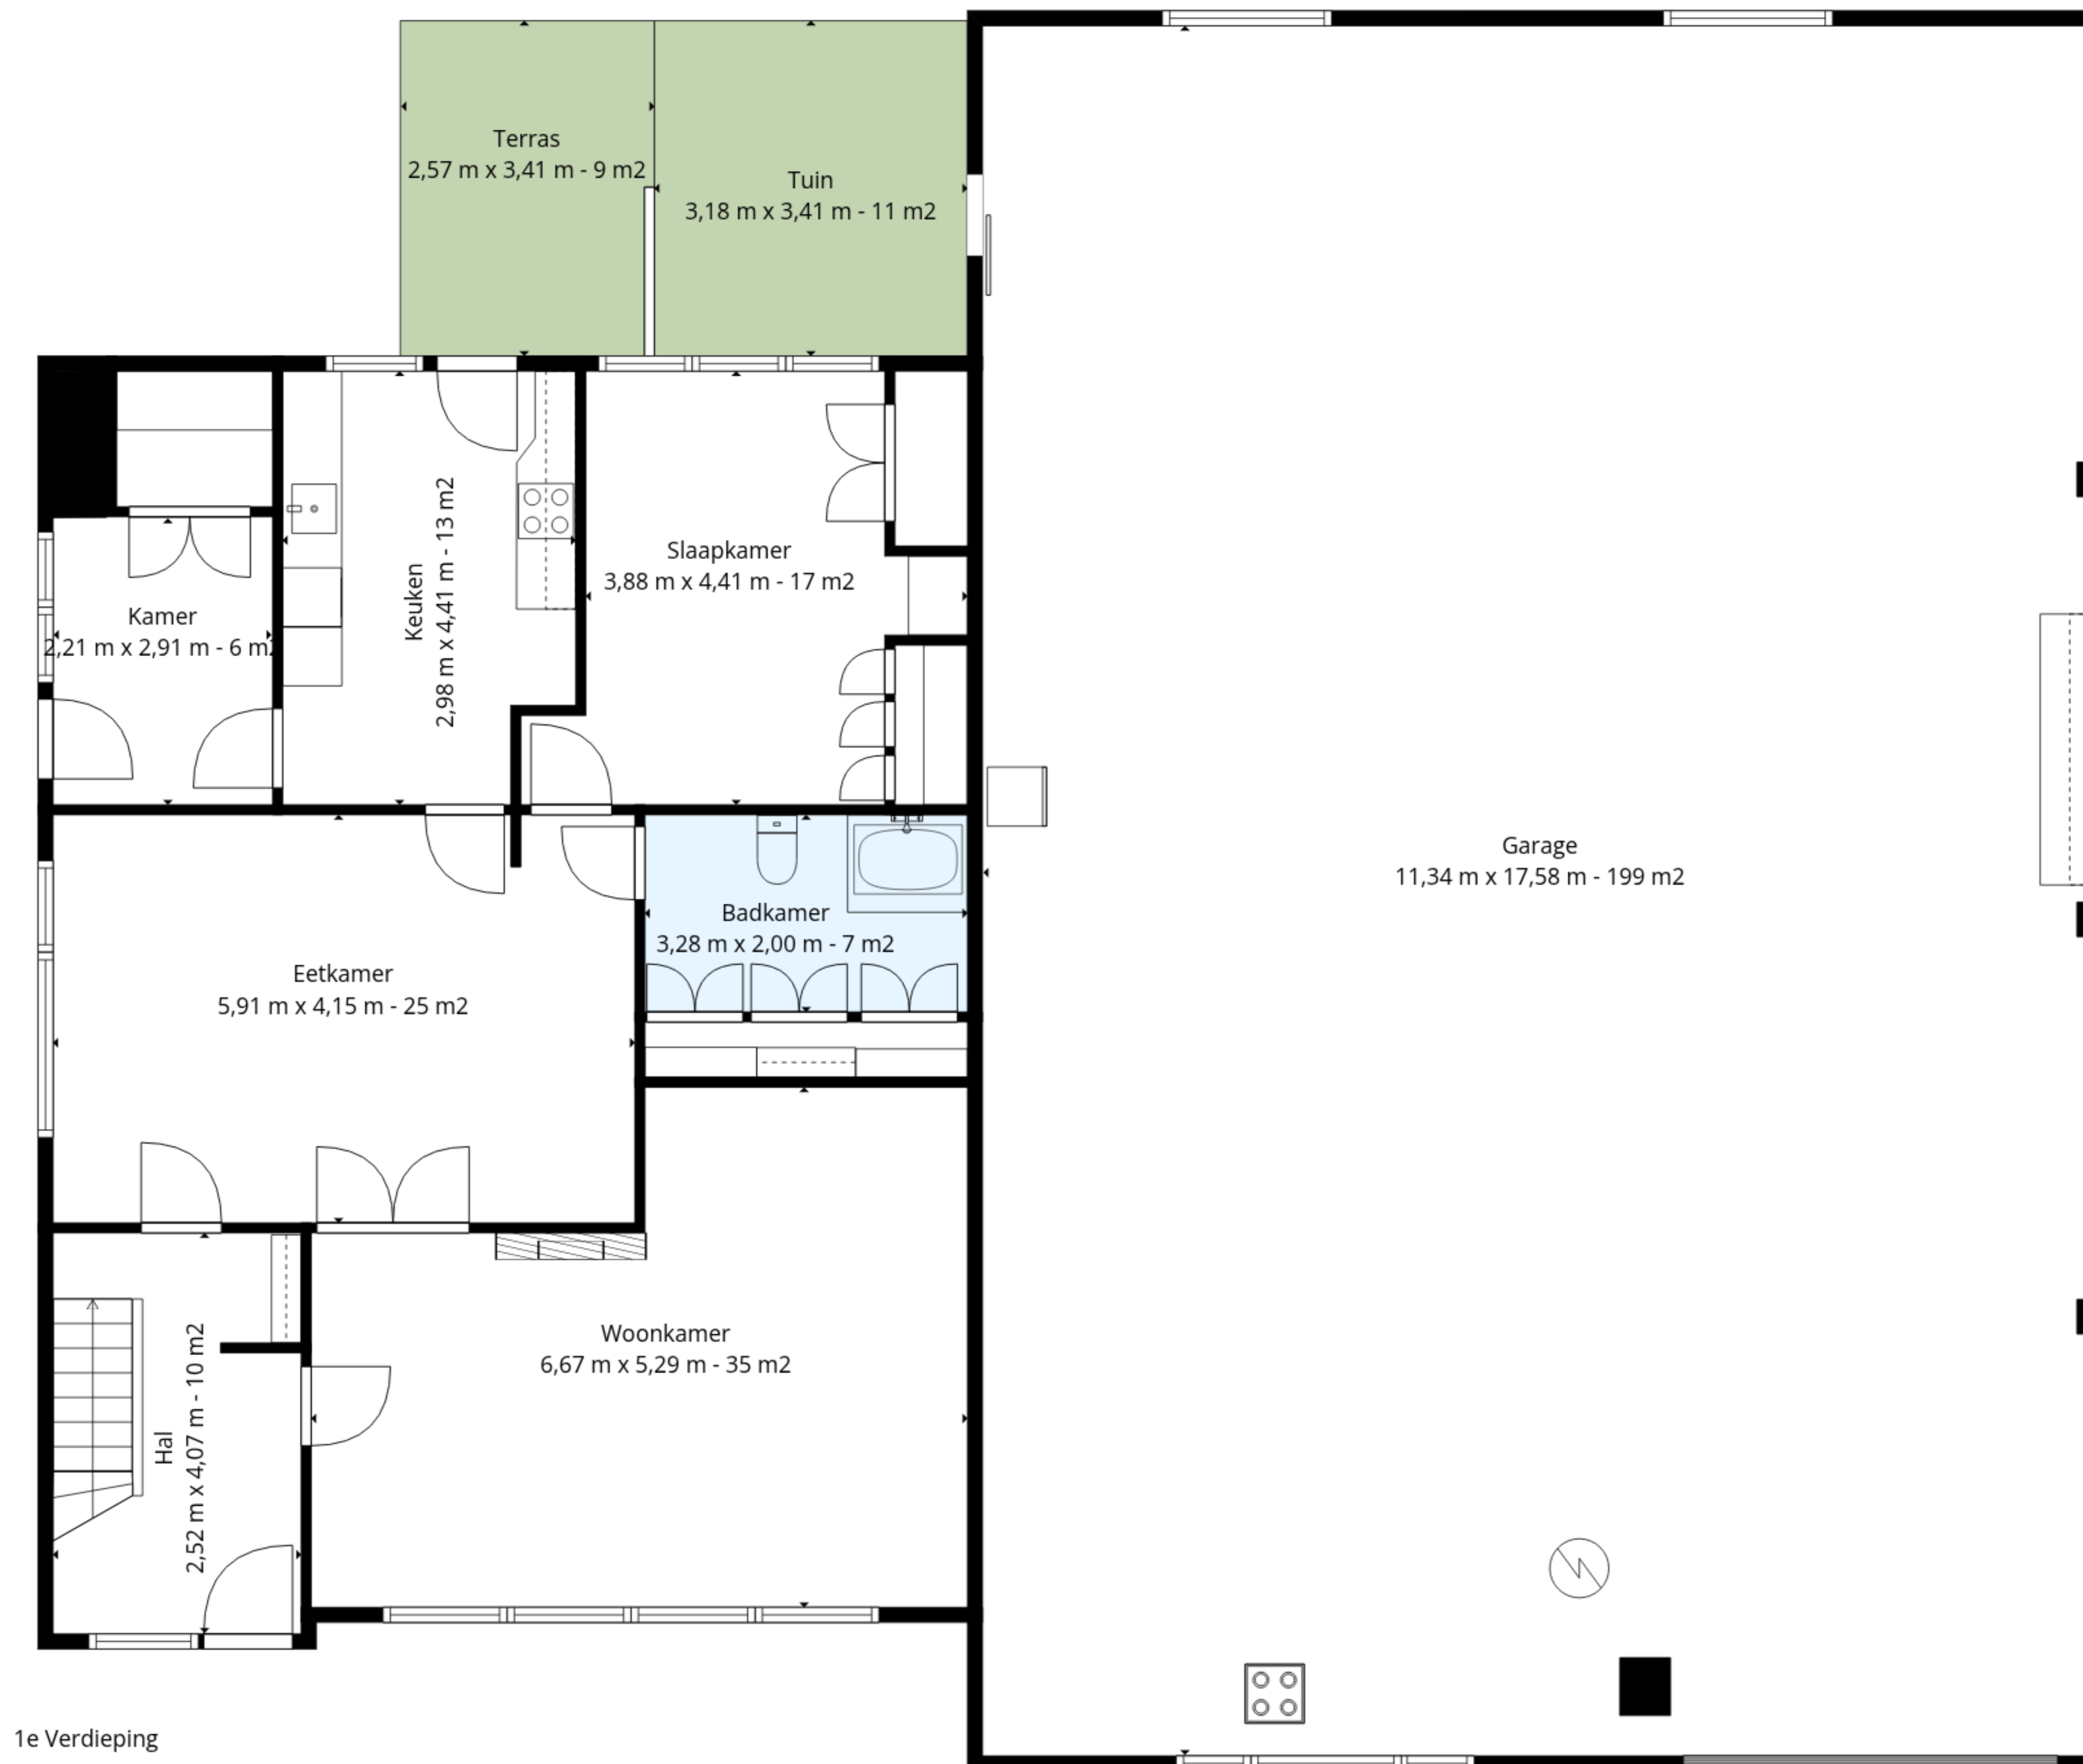 Terras
2,57 m x 3,41 m - 9 m2
Tuin
3,18 m x 3,41 m - 11 m2
Slaapkamer
3,88 m x 4,41 m - 17 m2
Keuken
2,98 m x 4,41 m - 13 m2
Kamer
2,21 m x 2,91 m - 6 m2
Garage
11,34 m x 17,58 m - 199 m2
Badkamer
3,28 m x 2,00 m - 7 m2
Eetkamer
5,91 m x 4,15 m - 25 m2
Woonkamer
6,67 m x 5,29 m - 35 m2
Hal
2,52 m x 4,07 m - 10 m2
1e Verdieping